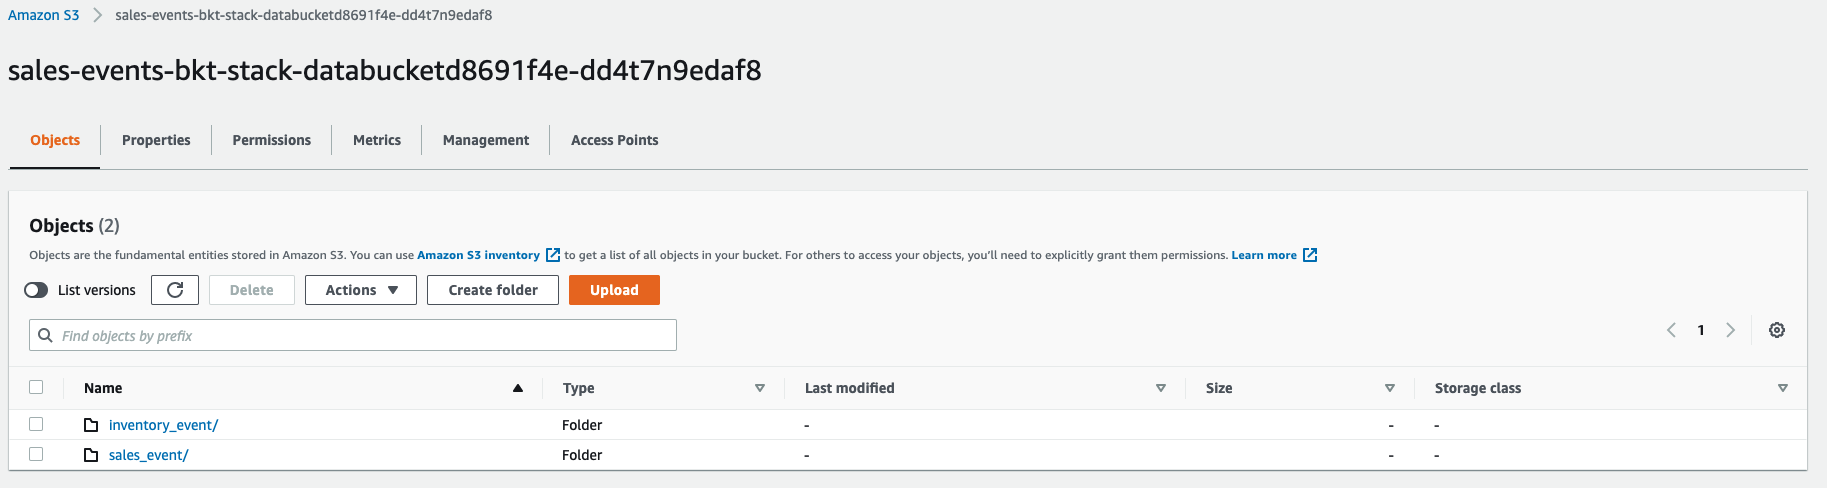 Amazon S3 > sales-events-bkt-stack-databucketd8691f4e-dd4t7n9edaf8
sales-events-bkt-stack-databucketd8691f4e-dd4t7n9edaf8
Objects Properties Permissions Metrics Management Access Points
Objects (2)
Objects are the fundamental entities stored in Amazon S3. You can use Amazon S3 inventory to get a list of all objects in your bucket. For others to access your objects, you'll need to explicitly grant them permissions. Learn more
List versions Delete Actions Create folder Upload
Find objects by prefix
1
Name Type Last modified Size Storage class
inventory_event/ Folder - - -
sales_event/ Folder - - -